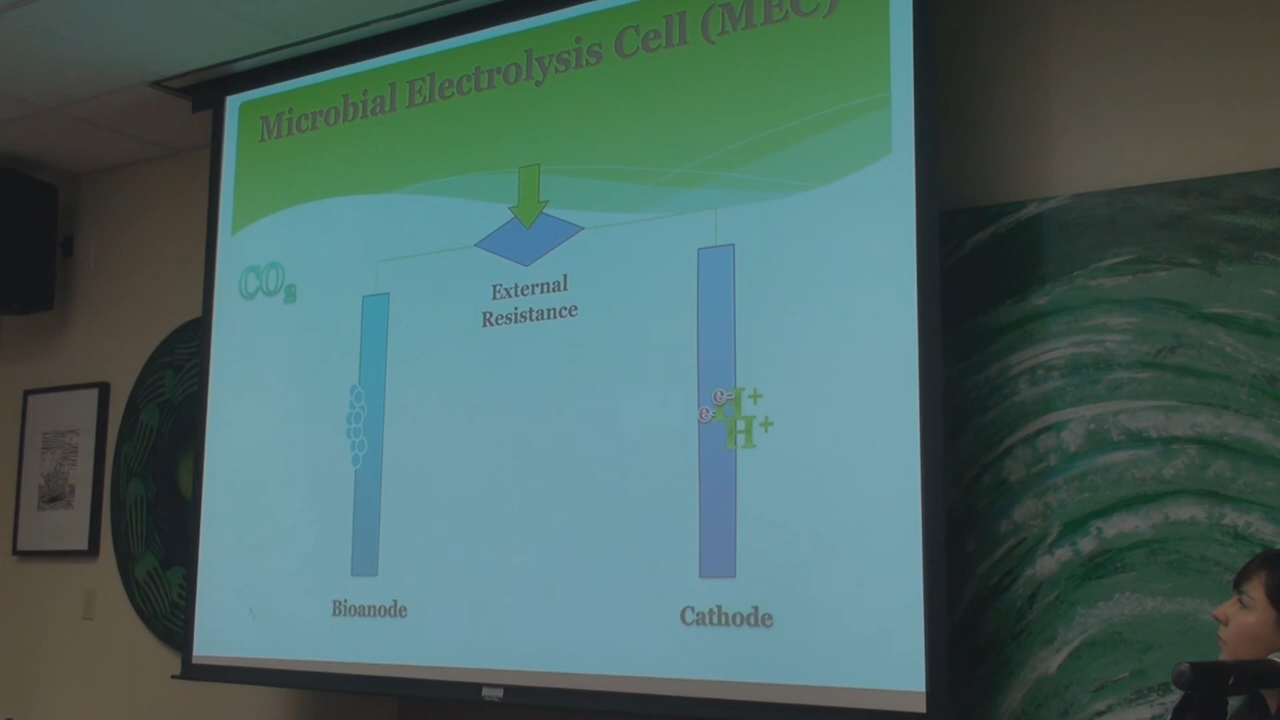 Microbial Electrolysis Cell (MEC)
CO₂
External
Resistance
e-
H+
e-
H+
Bioanode
Cathode